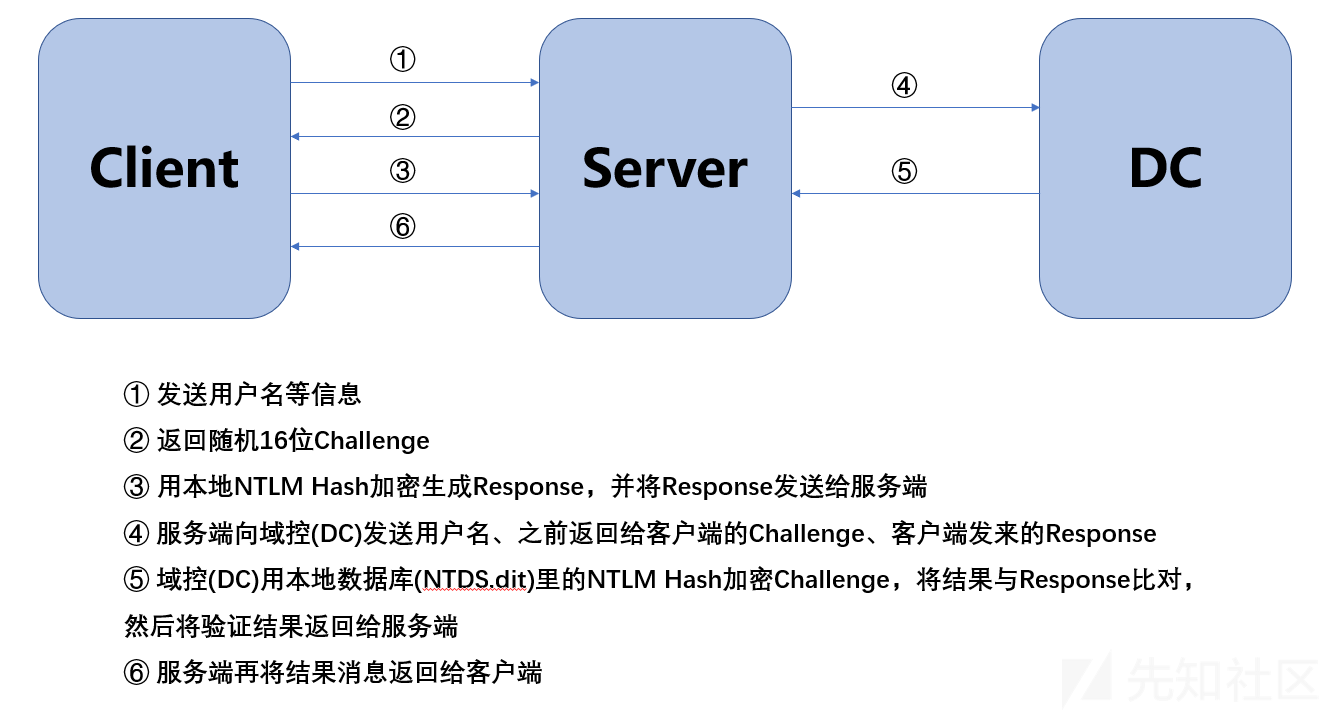 ①
④
②
Client
Server
DC
③
⑤
⑥
① 发送用户名等信息
② 返回随机16位Challenge
③ 用本地NTLM Hash加密生成Response，并将Response发送给服务端
④ 服务端向域控(DC)发送用户名、之前返回给客户端的Challenge、客户端发来的Response
⑤ 域控(DC)用本地数据库(NTDS.dit)里的NTLM Hash加密Challenge，将结果与Response比对，
然后将验证结果返回给服务端
⑥ 服务端再将结果消息返回给客户端
先知社区